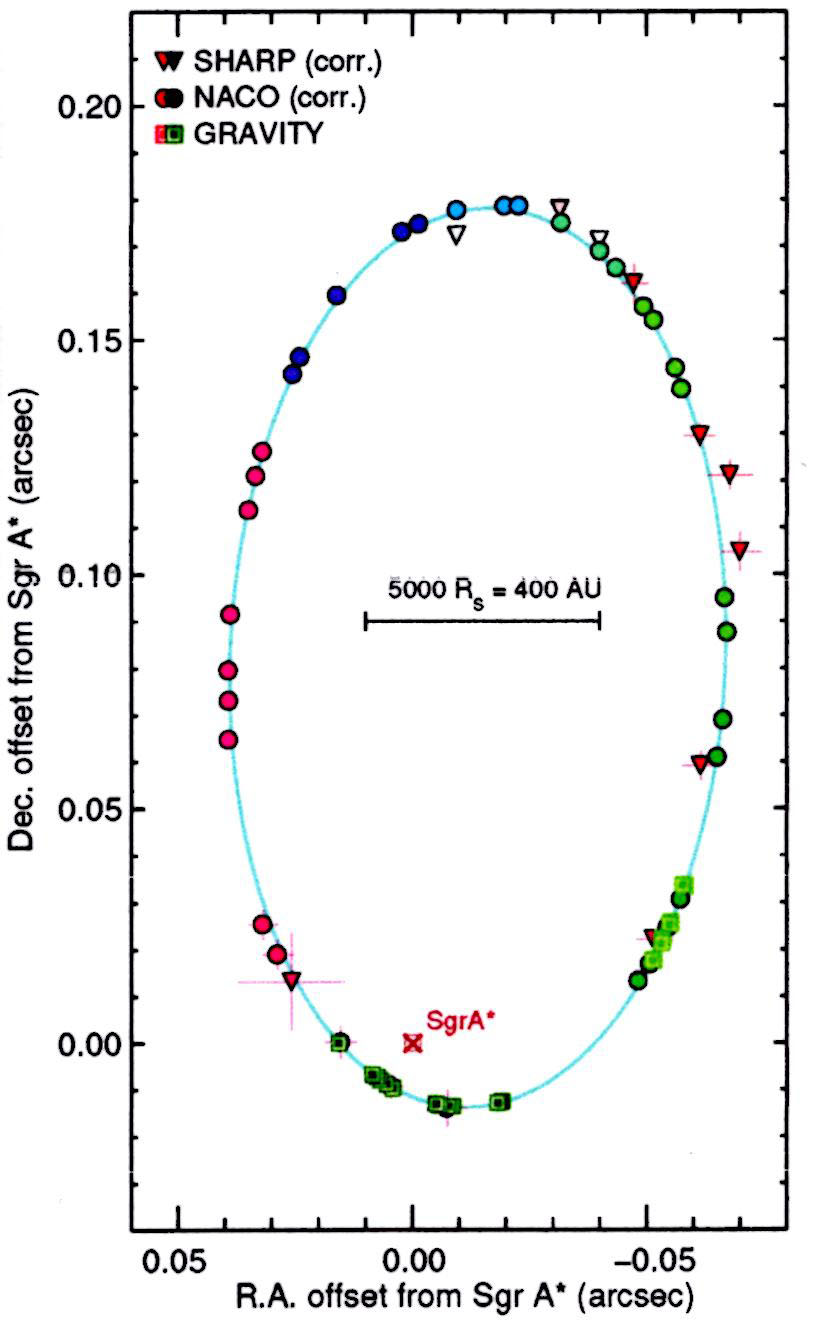 SHARP (corr.)
NACO (corr.)
GRAVITY
0.20
0.15
0.10
0.05
0.00
5000 Rs = 400 AU
SgrA*
0.05
0.00
−0.05
R.A. offset from Sgr A* (arcsec)
Dec. offset from Sgr A* (arcsec)